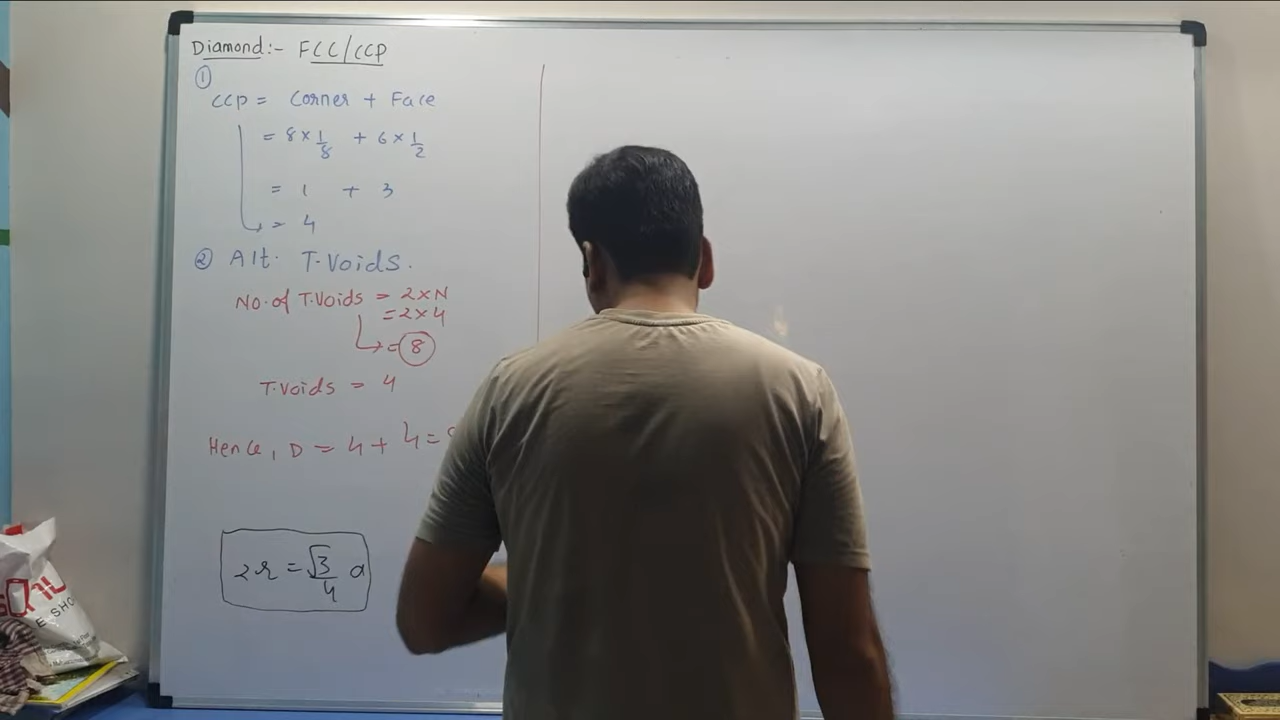 Diamond:- FCC/CCP
①
CCP = Corner + Face
= 8×1/8 + 6×1/2
= 1 + 3
= 4
② Alt. T.Voids.
No. of T.Voids = 2×N
= 2×4
= 8
T.Voids = 4
Hence, D = 4 + 4 =
2r = √3/4 a
E SHO